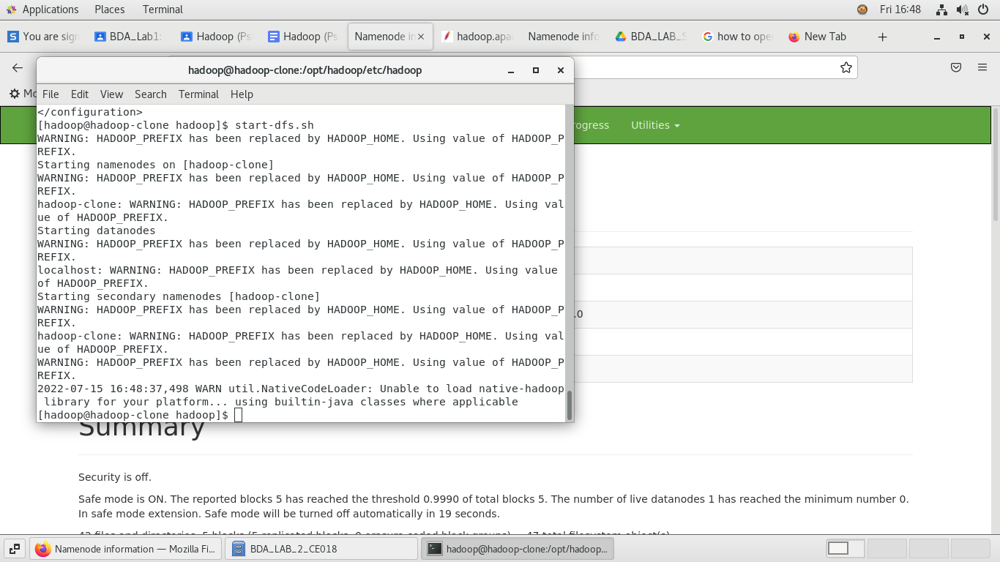 Applications Places Terminal Fri 16:48
You are sign BDA_Lab1: Hadoop (Ps Hadoop (Ps Namenode in hadoop.apa Namenode info BDA_LAB_S how to ope New Tab
hadoop@hadoop-clone:/opt/hadoop/etc/hadoop
File Edit View Search Terminal Help
</configuration>
[hadoop@hadoop-clone hadoop]$ start-dfs.sh
WARNING: HADOOP_PREFIX has been replaced by HADOOP_HOME. Using value of HADOOP_P
REFIX.
Starting namenodes on [hadoop-clone]
WARNING: HADOOP_PREFIX has been replaced by HADOOP_HOME. Using value of HADOOP_P
REFIX.
hadoop-clone: WARNING: HADOOP_PREFIX has been replaced by HADOOP_HOME. Using val
ue of HADOOP_PREFIX.
Starting datanodes
WARNING: HADOOP_PREFIX has been replaced by HADOOP_HOME. Using value of HADOOP_P
REFIX.
localhost: WARNING: HADOOP_PREFIX has been replaced by HADOOP_HOME. Using value
of HADOOP_PREFIX.
Starting secondary namenodes [hadoop-clone]
WARNING: HADOOP_PREFIX has been replaced by HADOOP_HOME. Using value of HADOOP_P
REFIX.
hadoop-clone: WARNING: HADOOP_PREFIX has been replaced by HADOOP_HOME. Using val
ue of HADOOP_PREFIX.
WARNING: HADOOP_PREFIX has been replaced by HADOOP_HOME. Using value of HADOOP_P
REFIX.
2022-07-15 16:48:37,498 WARN util.NativeCodeLoader: Unable to load native-hadoop
 library for your platform... using builtin-java classes where applicable
[hadoop@hadoop-clone hadoop]$
Mo
rogress Utilities
.0
Summary
Security is off.
Safe mode is ON. The reported blocks 5 has reached the threshold 0.9990 of total blocks 5. The number of live datanodes 1 has reached the minimum number 0.
In safe mode extension. Safe mode will be turned off automatically in 19 seconds.
Namenode information — Mozilla Fi... BDA_LAB_2_CE018 hadoop@hadoop-clone:/opt/hadoop...